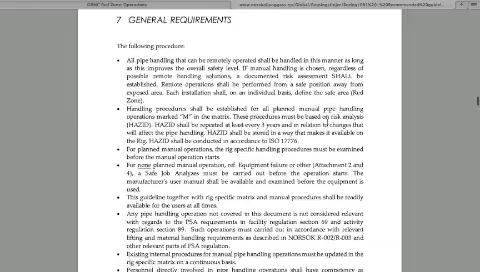 7 GENERAL REQUIREMENTS
The following procedure:
• All pipe handling that can be remotely operated shall be handled in this manner as long
as this improves the overall safety level. IF manual handling is chosen, regardless of
possible remote handling solutions, a documented risk assessment SHALL be
established. Remote operations shall be performed from a safe position away from
exposed area. Each installation shall, on an individual basis, define the safe area (Red
Zone).
• Handling procedures shall be established for all planned manual pipe handling
operations marked "M" in the matrix. These procedures must be based on risk analysis
(HAZID). HAZID shall be repeated at least every 3 years and in relation to changes that
will affect the pipe handling. HAZID shall be stored in a way that makes it available on
the Rig. HAZID shall be conducted in accordance to ISO 17776.
• For planned manual operations, the rig specific handling procedures must be examined
before the manual operation starts.
• For none planned manual operation, ref. Equipment failure or other (Attachment 2 and
4), a Safe Job Analyzes must be carried out before the operation starts. The
manufacturer's user manual shall be available and examined before the equipment is
used.
• This guideline together with rig specific matrix and manual procedures shall be readily
available for the users at all times.
• Any pipe handling operation not covered in this document is not considered relevant
with regards to the PSA requirements in facility regulation section 69 and activity
regulation section 89. Such operations must carried out in accordance with relevant
lifting and material handling requirements as described in NORSOK R-002/R-003 and
other relevant parts of PSA regulation.
• Existing internal procedures for manual pipe handling operations must be updated in the
rig specific matrix on a continuous basis.
• Personnel directly involved in pipe handling operations shall have competence as